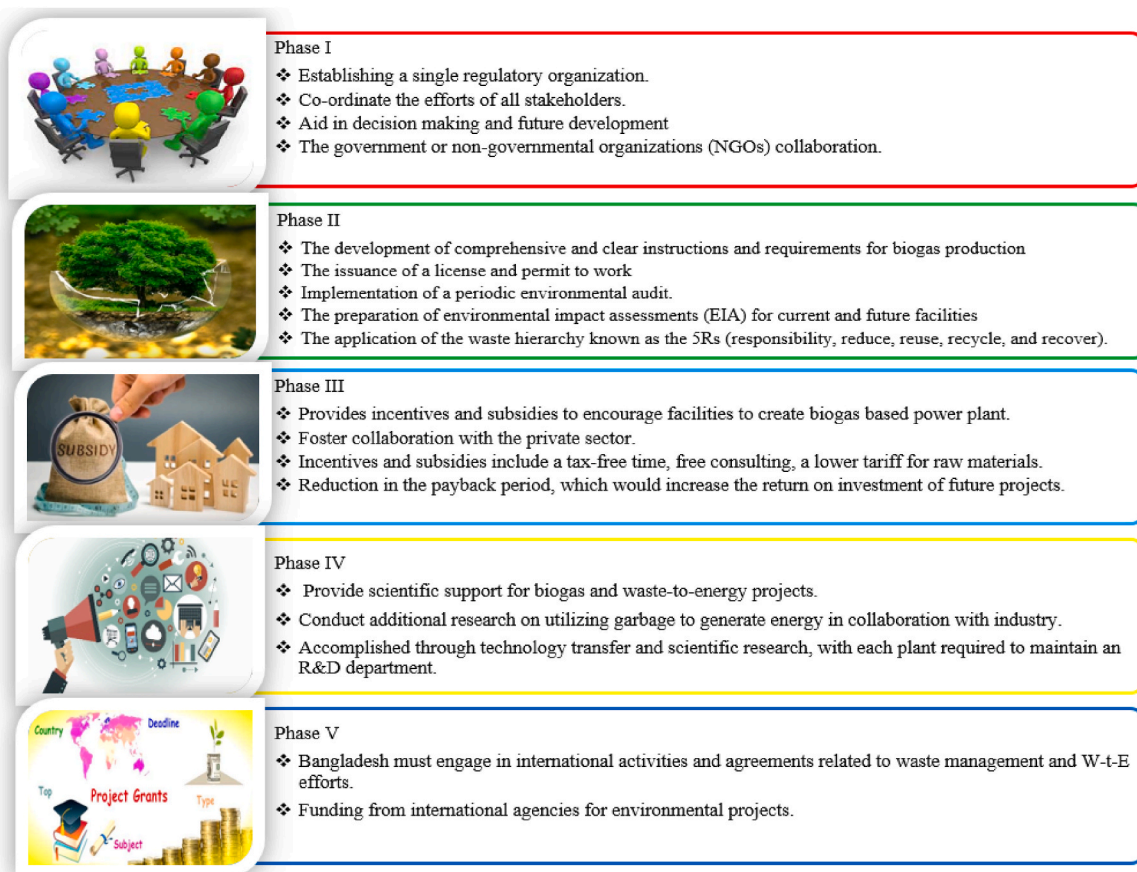 Phase I
❖ Establishing a single regulatory organization.
❖ Co-ordinate the efforts of all stakeholders.
❖ Aid in decision making and future development
❖ The government or non-governmental organizations (NGOs) collaboration.
Phase II
❖ The development of comprehensive and clear instructions and requirements for biogas production
❖ The issuance of a license and permit to work
❖ Implementation of a periodic environmental audit.
❖ The preparation of environmental impact assessments (EIA) for current and future facilities
❖ The application of the waste hierarchy known as the 5Rs (responsibility, reduce, reuse, recycle, and recover).
SUBSIDY
Phase III
❖ Provides incentives and subsidies to encourage facilities to create biogas based power plant.
❖ Foster collaboration with the private sector.
❖ Incentives and subsidies include a tax-free time, free consulting, a lower tariff for raw materials.
❖ Reduction in the payback period, which would increase the return on investment of future projects.
Phase IV
❖ Provide scientific support for biogas and waste-to-energy projects.
❖ Conduct additional research on utilizing garbage to generate energy in collaboration with industry.
❖ Accomplished through technology transfer and scientific research, with each plant required to maintain an
R&D department.
Country
Deadline
Top
Project Grants
Type
Subject
Phase V
❖ Bangladesh must engage in international activities and agreements related to waste management and W-t-E
efforts.
❖ Funding from international agencies for environmental projects.